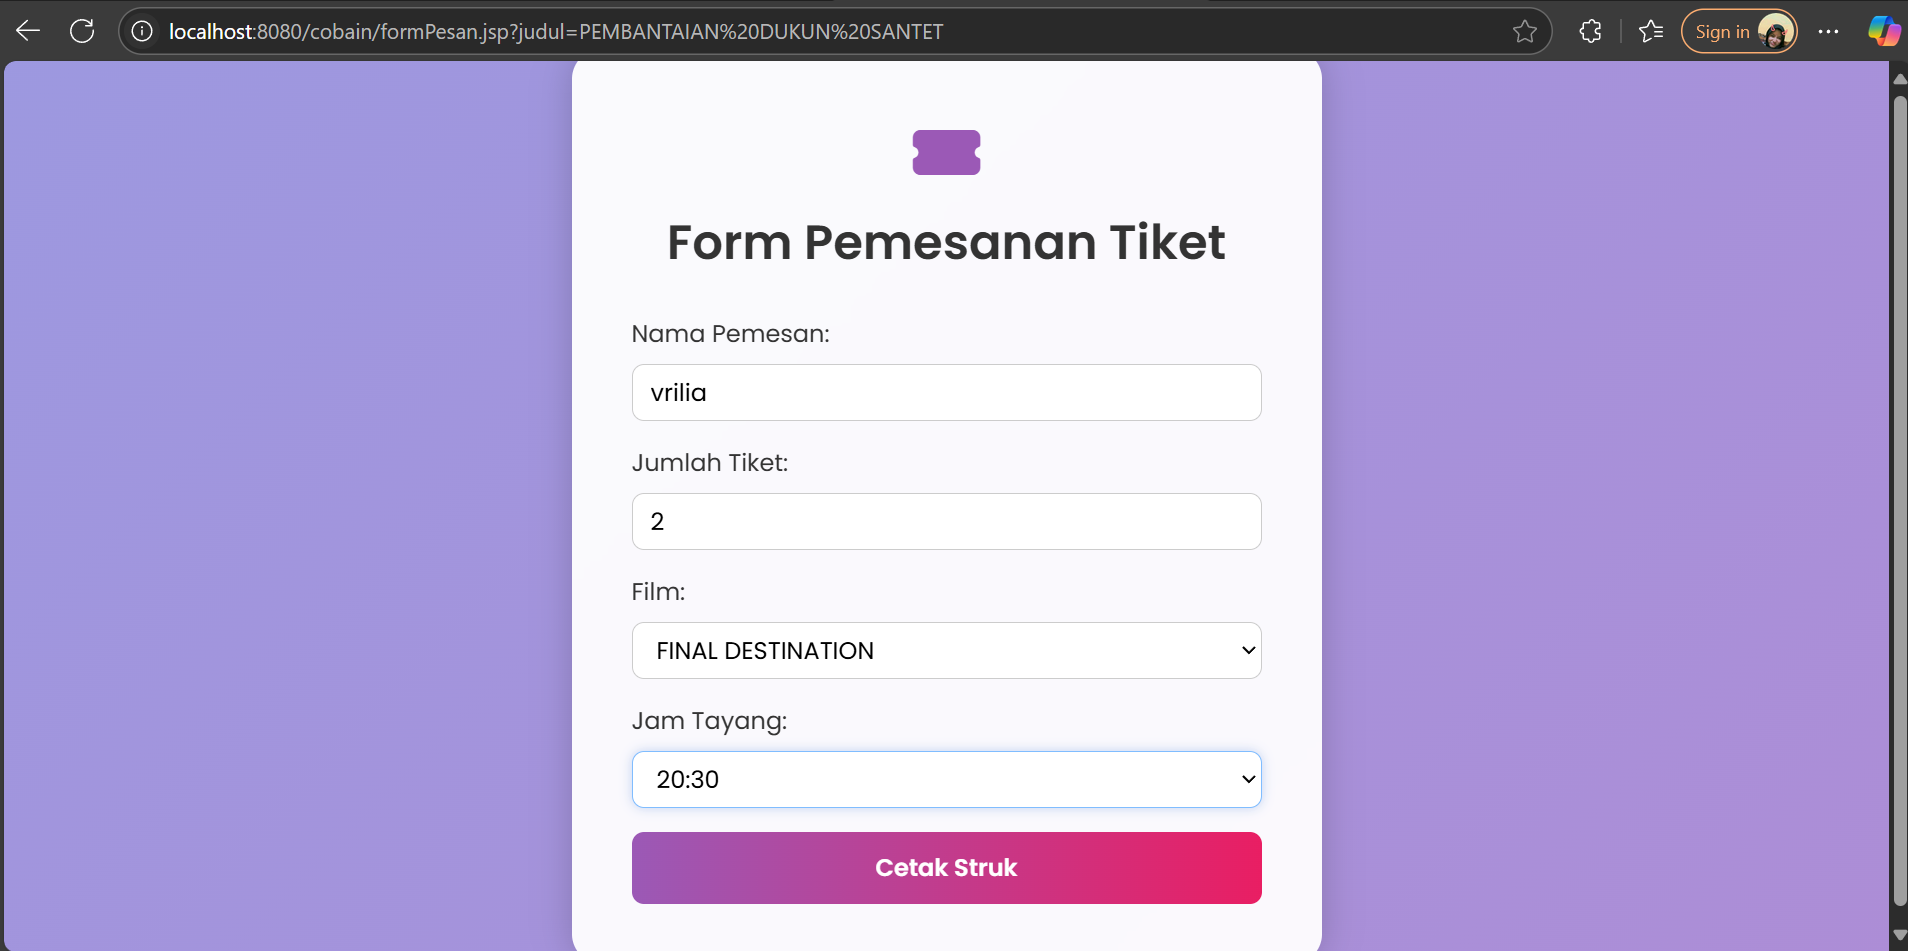 localhost:8080/cobain/formPesan.jsp?judul=PEMBANTAIAN%20DUKUN%20SANTET
Sign in
Form Pemesanan Tiket
Nama Pemesan:
vrilia
Jumlah Tiket:
2
Film:
FINAL DESTINATION
Jam Tayang:
20:30
Cetak Struk